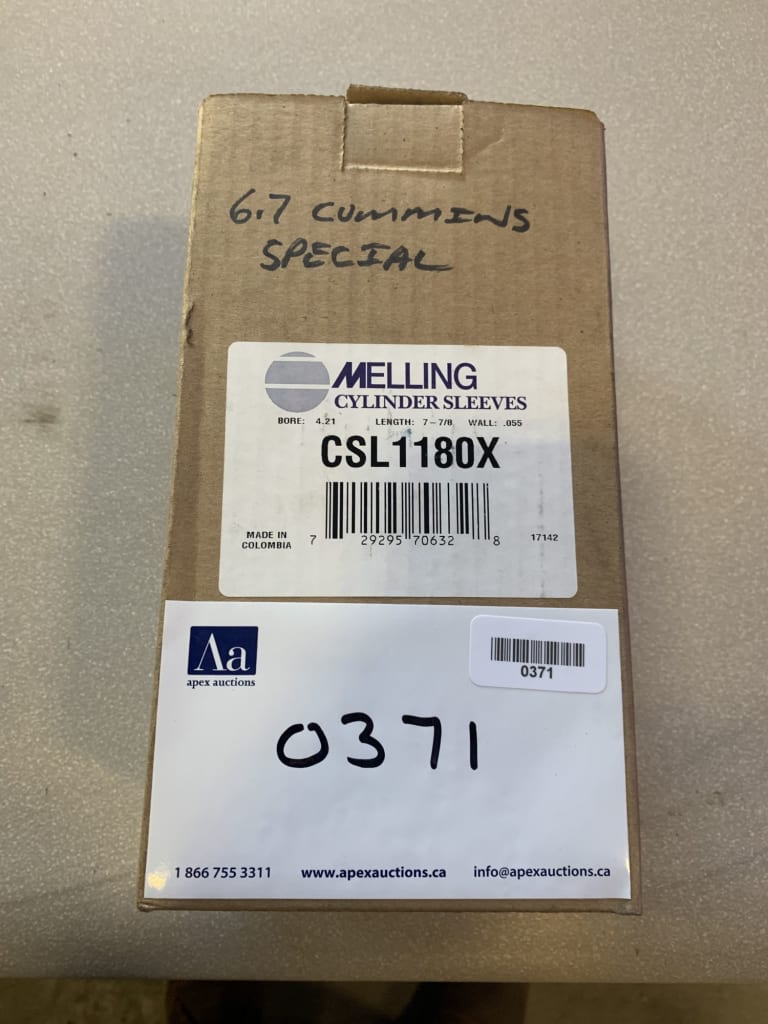 6.7 CUMMINS
SPECIAL
MELLING
CYLINDER SLEEVES
BORE: 4.21 LENGTH: 7-7/8 WALL: .055
CSL1180X
MADE IN
COLOMBIA
7 29295 70632 8
17142
Aa
apex auctions
0371
0371
1 866 755 3311 www.apexauctions.ca info@apexauctions.ca